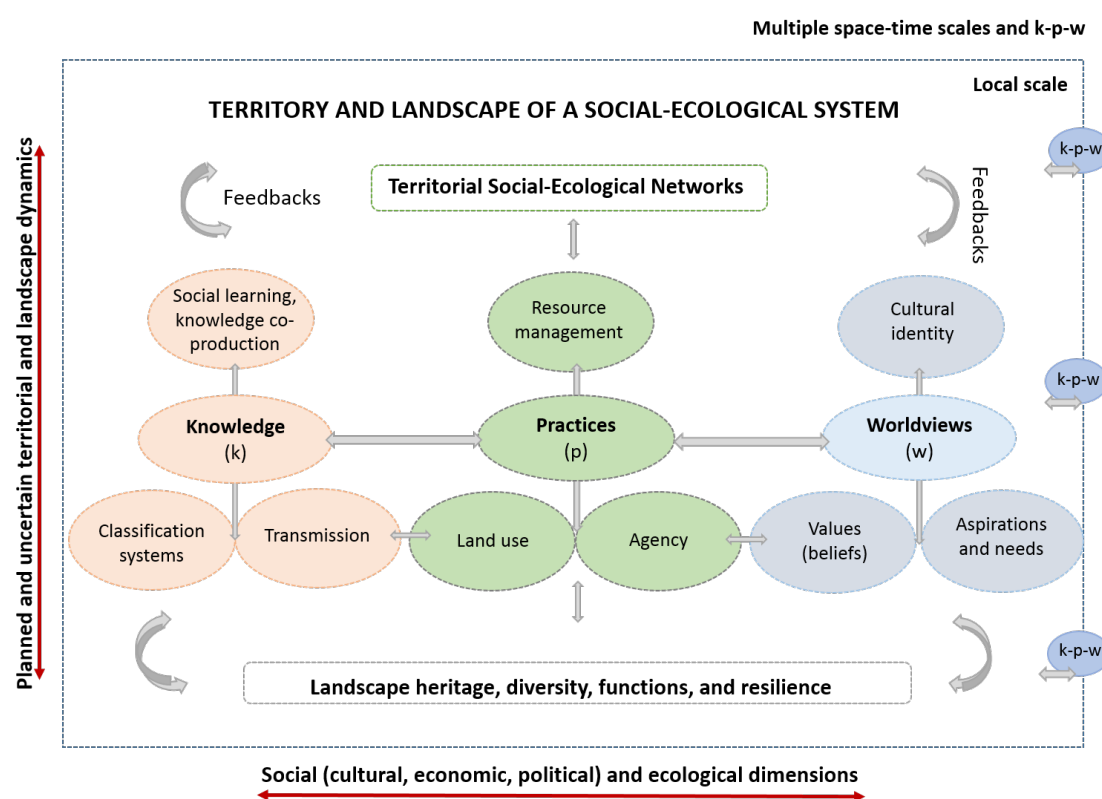 Multiple space-time scales and k-p-w
Local scale
TERRITORY AND LANDSCAPE OF A SOCIAL-ECOLOGICAL SYSTEM
Planned and uncertain territorial and landscape dynamics
Feedbacks
Territorial Social-Ecological Networks
Feedbacks
k-p-w
Social learning,
knowledge co-
production
Resource
management
Cultural
identity
k-p-w
Knowledge
(k)
Practices
(p)
Worldviews
(w)
Classification
systems
Transmission
Land use
Agency
Values
(beliefs)
Aspirations
and needs
k-p-w
Landscape heritage, diversity, functions, and resilience
Social (cultural, economic, political) and ecological dimensions